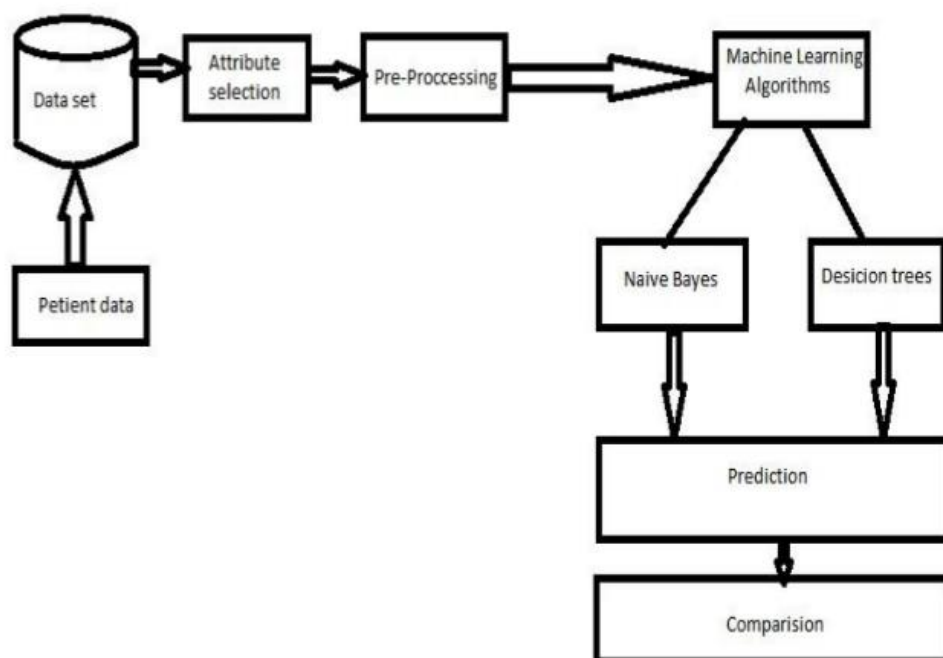 Data set
Attribute
selection
Pre-Proccessing
Machine Learning
Algorithms
Petient data
Naive Bayes
Desicion trees
Prediction
Comparision